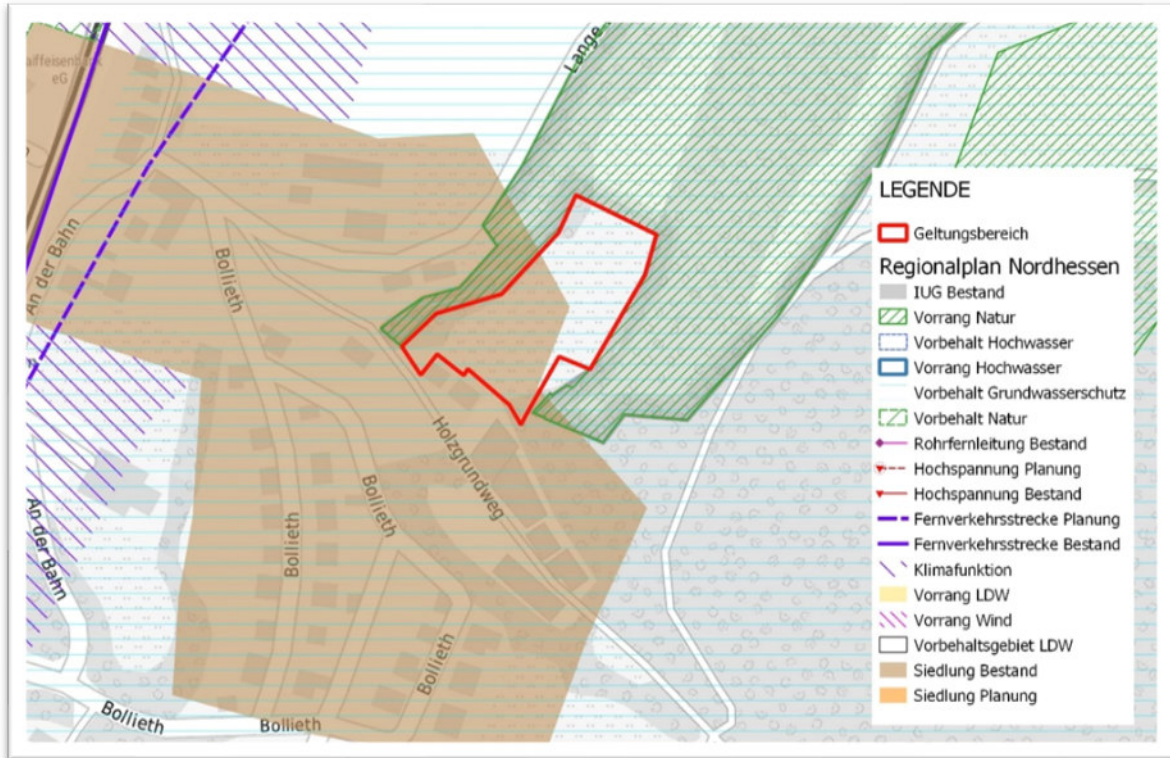 eG
Lange
An der Bahn
Bollieth
Holzgrundweg
Bollieth
Bollieth
An der Bahn
Bollieth
Bollieth
Bollieth
LEGENDE
Geltungsbereich
Regionalplan Nordhessen
IUG Bestand
Vorrang Natur
Vorbehalt Hochwasser
Vorrang Hochwasser
Vorbehalt Grundwasserschutz
Vorbehalt Natur
Rohrfernleitung Bestand
Hochspannung Planung
Hochspannung Bestand
Fernverkehrsstrecke Planung
Fernverkehrsstrecke Bestand
Klimafunktion
Vorrang LDW
Vorrang Wind
Vorbehaltsgebiet LDW
Siedlung Bestand
Siedlung Planung